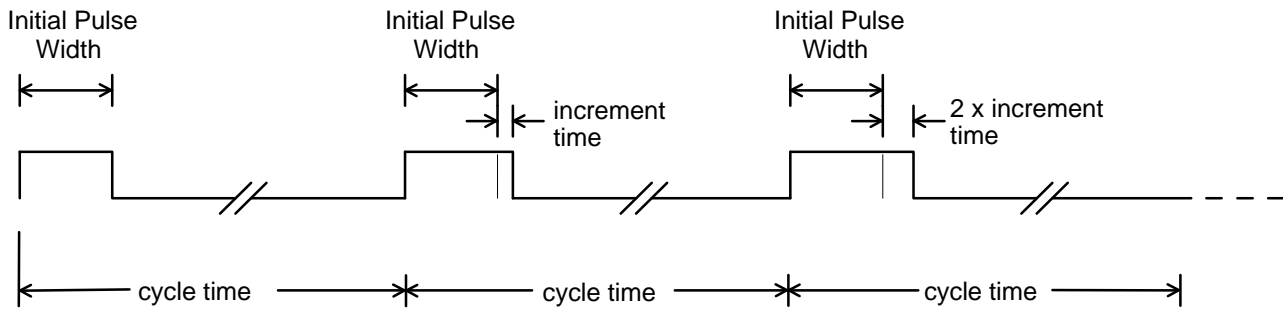 Initial Pulse
Width
Initial Pulse
Width
Initial Pulse
Width
increment
time
2 x increment
time
cycle time
cycle time
cycle time